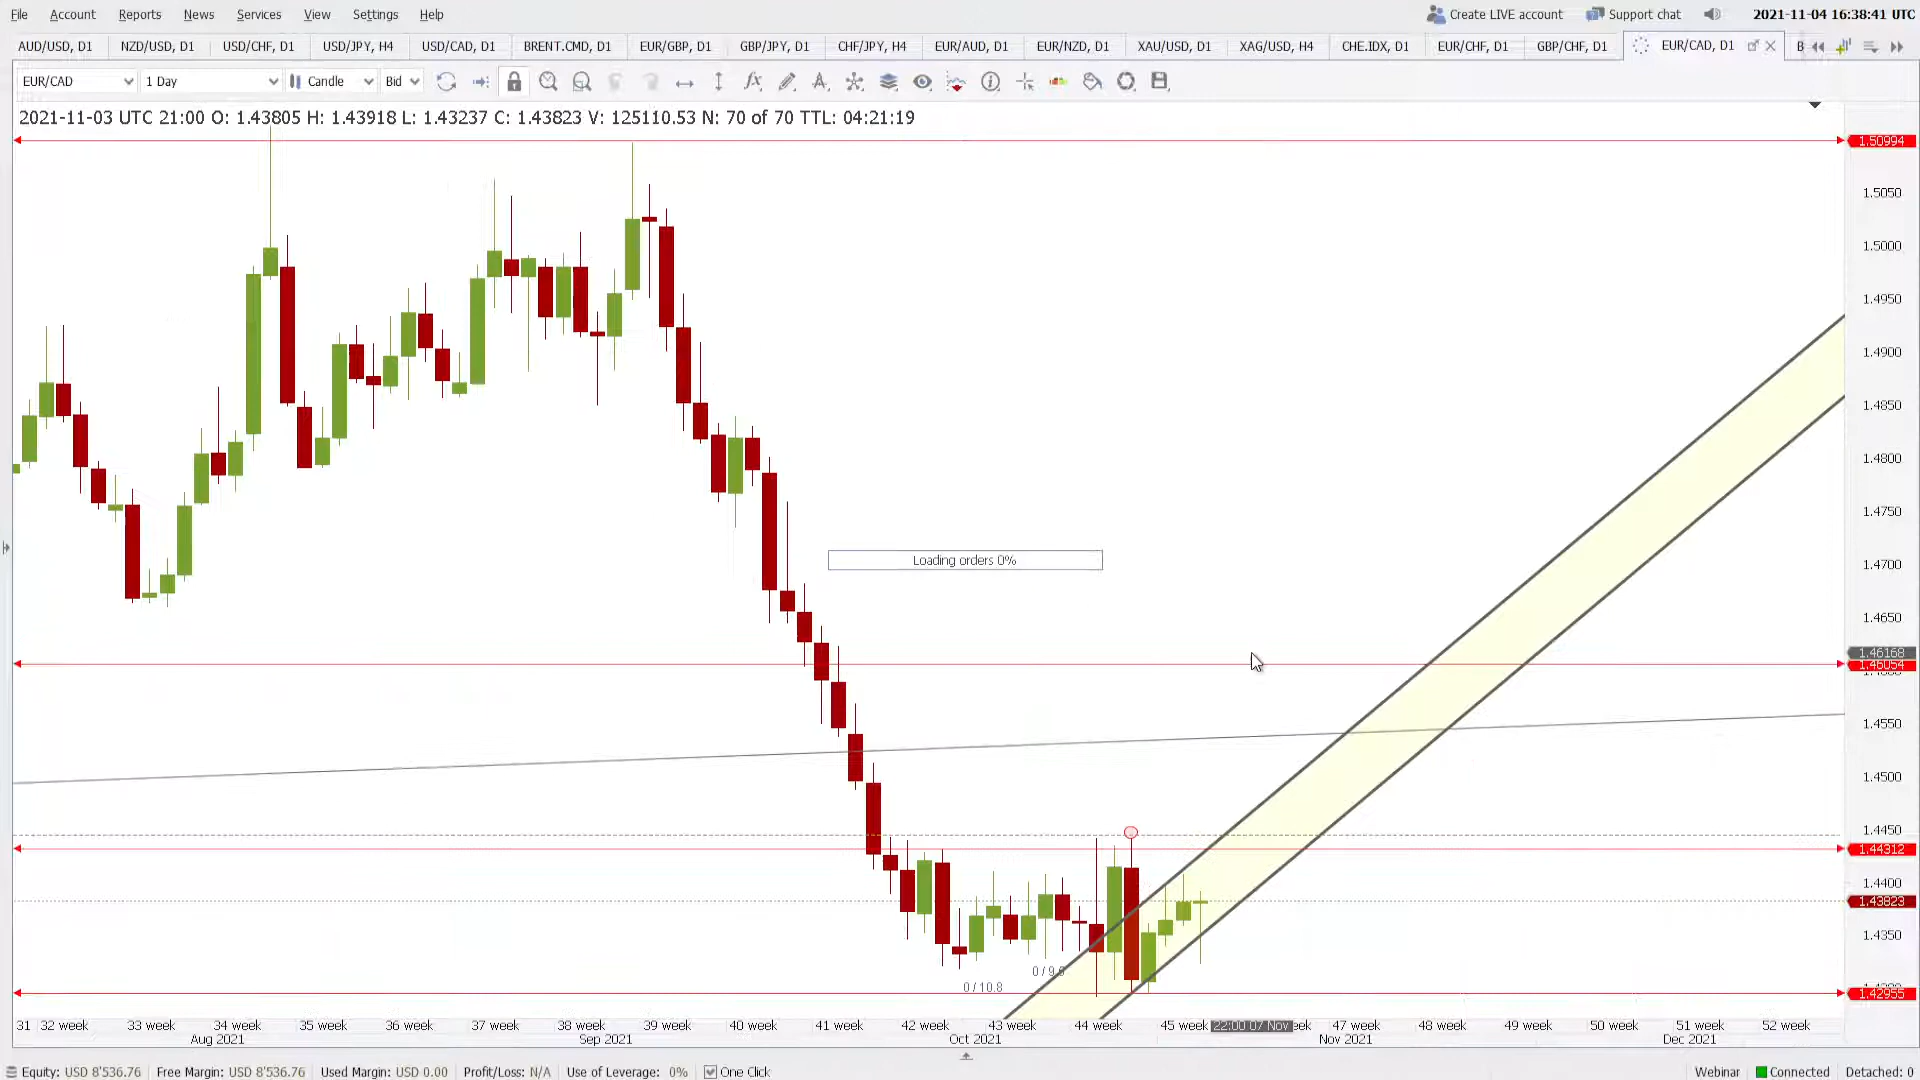 File Account Reports News Services View Settings Help Create LIVE account Support chat 2021-11-04 16:38:41 UTC
AUD/USD, D1 NZD/USD, D1 USD/CHF, D1 USD/JPY, H4 USD/CAD, D1 BRENT.CMD, D1 EUR/GBP, D1 GBP/JPY, D1 CHF/JPY, H4 EUR/AUD, D1 EUR/NZD, D1 XAU/USD, D1 XAG/USD, H4 CHE.IDX, D1 EUR/CHF, D1 GBP/CHF, D1 EUR/CAD, D1 B
EUR/CAD 1 Day Candle Bid
2021-11-03 UTC 21:00 O: 1.43805 H: 1.43918 L: 1.43237 C: 1.43823 V: 125110.53 N: 70 of 70 TTL: 04:21:19
1.50994
1.5050
1.5000
1.4950
1.4900
1.4850
1.4800
1.4750
Loading orders 0%
1.4700
1.4650
1.46168
1.46054
1.4550
1.4500
1.4450
1.44312
1.4400
1.43823
1.4350
0 / 10.8
1.42955
31 32 week 33 week 34 week 35 week 36 week 37 week 38 week 39 week 40 week 41 week 42 week 43 week 44 week 45 week 22:00 07 Nov 47 week 48 week 49 week 50 week 51 week 52 week
Aug 2021 Sep 2021 Oct 2021 Nov 2021 Dec 2021
Equity: USD 8'536.76 Free Margin: USD 8'536.76 Used Margin: USD 0.00 Profit/Loss: N/A Use of Leverage: 0% One Click Webinar Connected Detached: 0